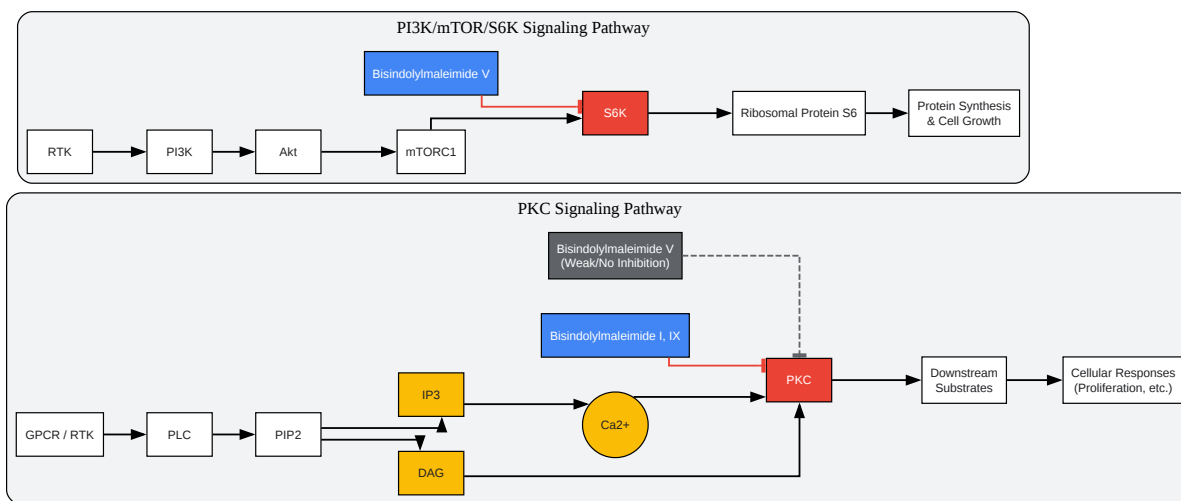 PI3K/mTOR/S6K Signaling Pathway
Bisindolylmaleimide V
S6K
Ribosomal Protein S6
Protein Synthesis
& Cell Growth
RTK
PI3K
Akt
mTORC1
PKC Signaling Pathway
Bisindolylmaleimide V
(Weak/No Inhibition)
Bisindolylmaleimide I, IX
PKC
Downstream
Substrates
Cellular Responses
(Proliferation, etc.)
IP3
Ca2+
GPCR / RTK
PLC
PIP2
DAG